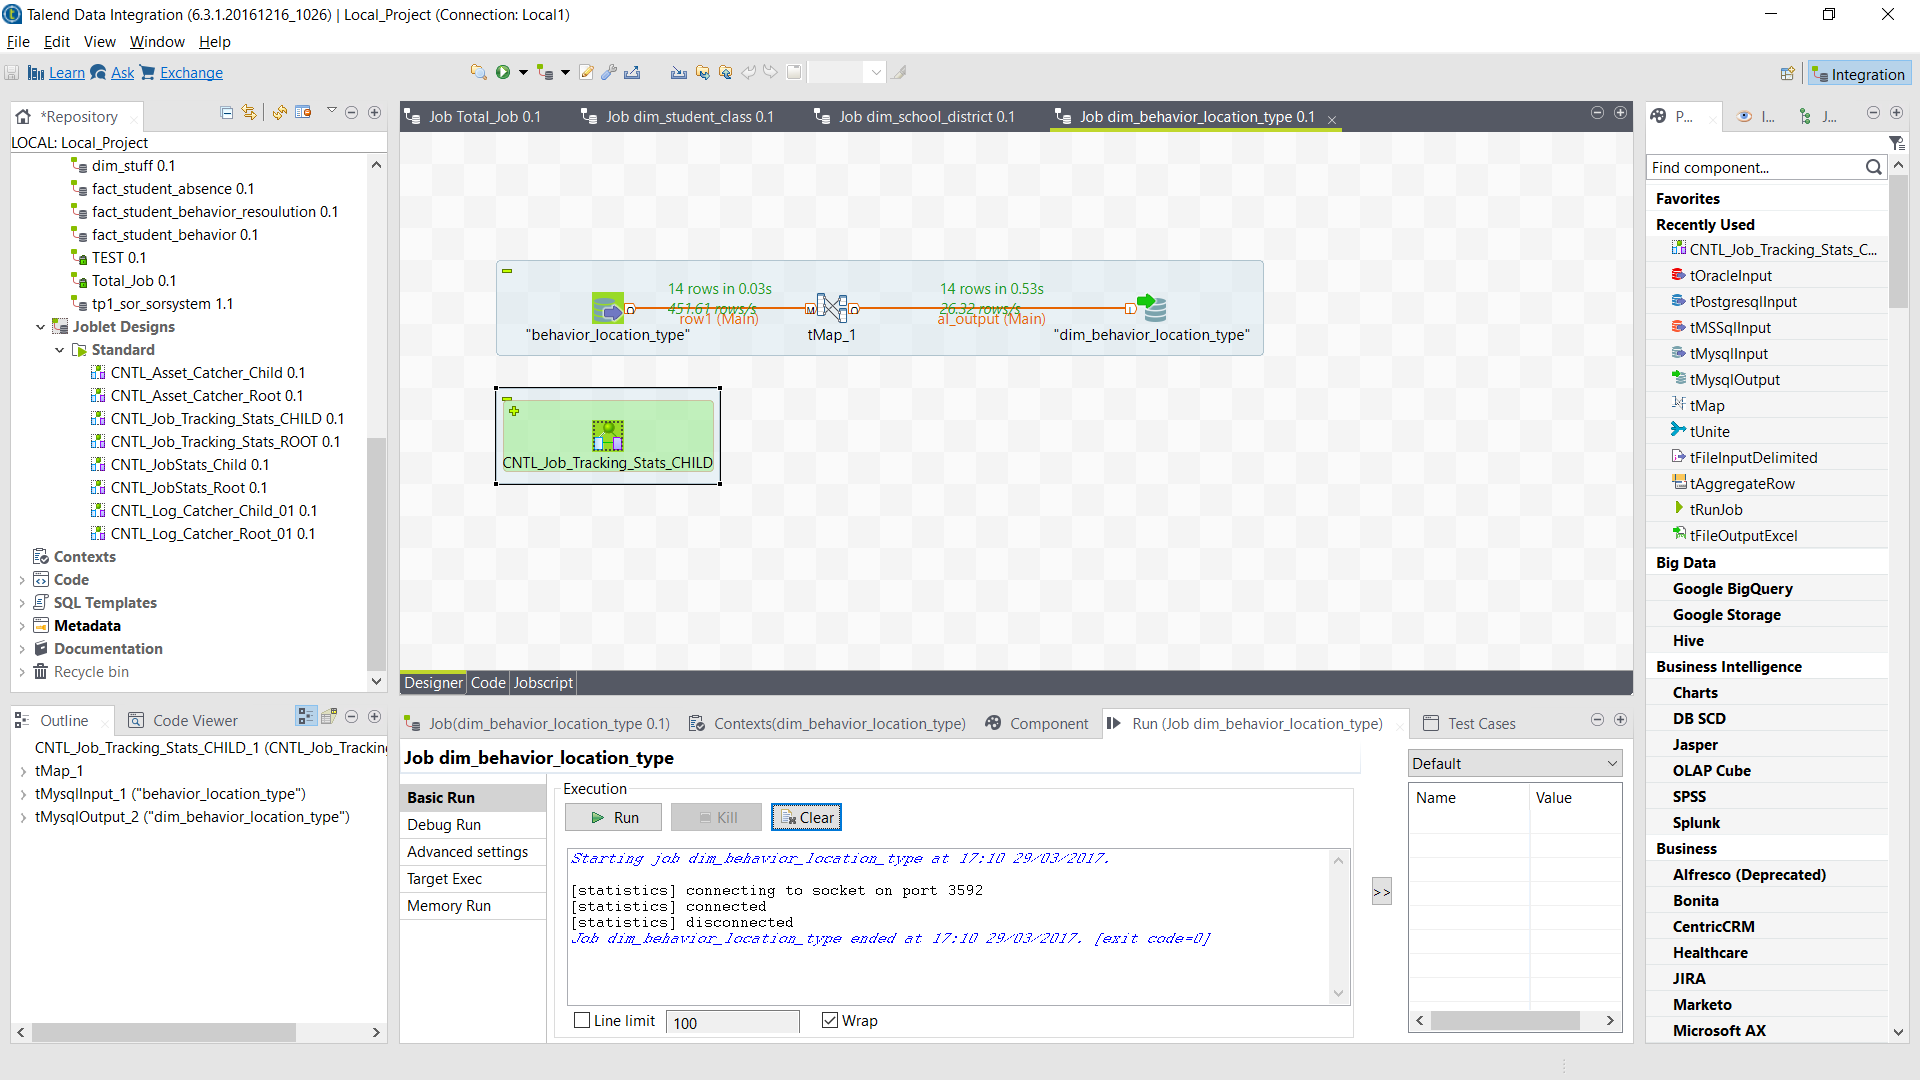 Talend Data Integration (6.3.1.20161216_1026) | Local_Project (Connection: Local1)
File Edit View Window Help
Learn Ask Exchange
Integration
*Repository
LOCAL: Local_Project
dim_stuff 0.1
fact_student_absence 0.1
fact_student_behavior_resoulution 0.1
fact_student_behavior 0.1
TEST 0.1
Total_Job 0.1
tp1_sor_sorsystem 1.1
Joblet Designs
Standard
CNTL_Asset_Catcher_Child 0.1
CNTL_Asset_Catcher_Root 0.1
CNTL_Job_Tracking_Stats_CHILD 0.1
CNTL_Job_Tracking_Stats_ROOT 0.1
CNTL_JobStats_Child 0.1
CNTL_JobStats_Root 0.1
CNTL_Log_Catcher_Child_01 0.1
CNTL_Log_Catcher_Root_01 0.1
Contexts
Code
SQL Templates
Metadata
Documentation
Recycle bin
Outline Code Viewer
CNTL_Job_Tracking_Stats_CHILD_1 (CNTL_Job_Trackin
tMap_1
tMysqlInput_1 ("behavior_location_type")
tMysqlOutput_2 ("dim_behavior_location_type")
Job Total_Job 0.1 Job dim_student_class 0.1 Job dim_school_district 0.1 Job dim_behavior_location_type 0.1
14 rows in 0.03s 14 rows in 0.53s
451.61 rows/s 26.32 rows/s
row1 (Main) al_output (Main)
"behavior_location_type" tMap_1 "dim_behavior_location_type"
CNTL_Job_Tracking_Stats_CHILD
Designer Code Jobscript
Job(dim_behavior_location_type 0.1) Contexts(dim_behavior_location_type) Component Run (Job dim_behavior_location_type) Test Cases
Job dim_behavior_location_type
Basic Run
Debug Run
Advanced settings
Target Exec
Memory Run
Execution
Run Kill Clear
Starting job dim_behavior_location_type at 17:10 29/03/2017.
[statistics] connecting to socket on port 3592
[statistics] connected
[statistics] disconnected
Job dim_behavior_location_type ended at 17:10 29/03/2017. [exit code=0]
Line limit 100 Wrap
>>
Default
Name Value
P... I... J...
Find component...
Favorites
Recently Used
CNTL_Job_Tracking_Stats_C...
tOracleInput
tPostgresqlInput
tMSSqlInput
tMysqlInput
tMysqlOutput
tMap
tUnite
tFileInputDelimited
tAggregateRow
tRunJob
tFileOutputExcel
Big Data
Google BigQuery
Google Storage
Hive
Business Intelligence
Charts
DB SCD
Jasper
OLAP Cube
SPSS
Splunk
Business
Alfresco (Deprecated)
Bonita
CentricCRM
Healthcare
JIRA
Marketo
Microsoft AX